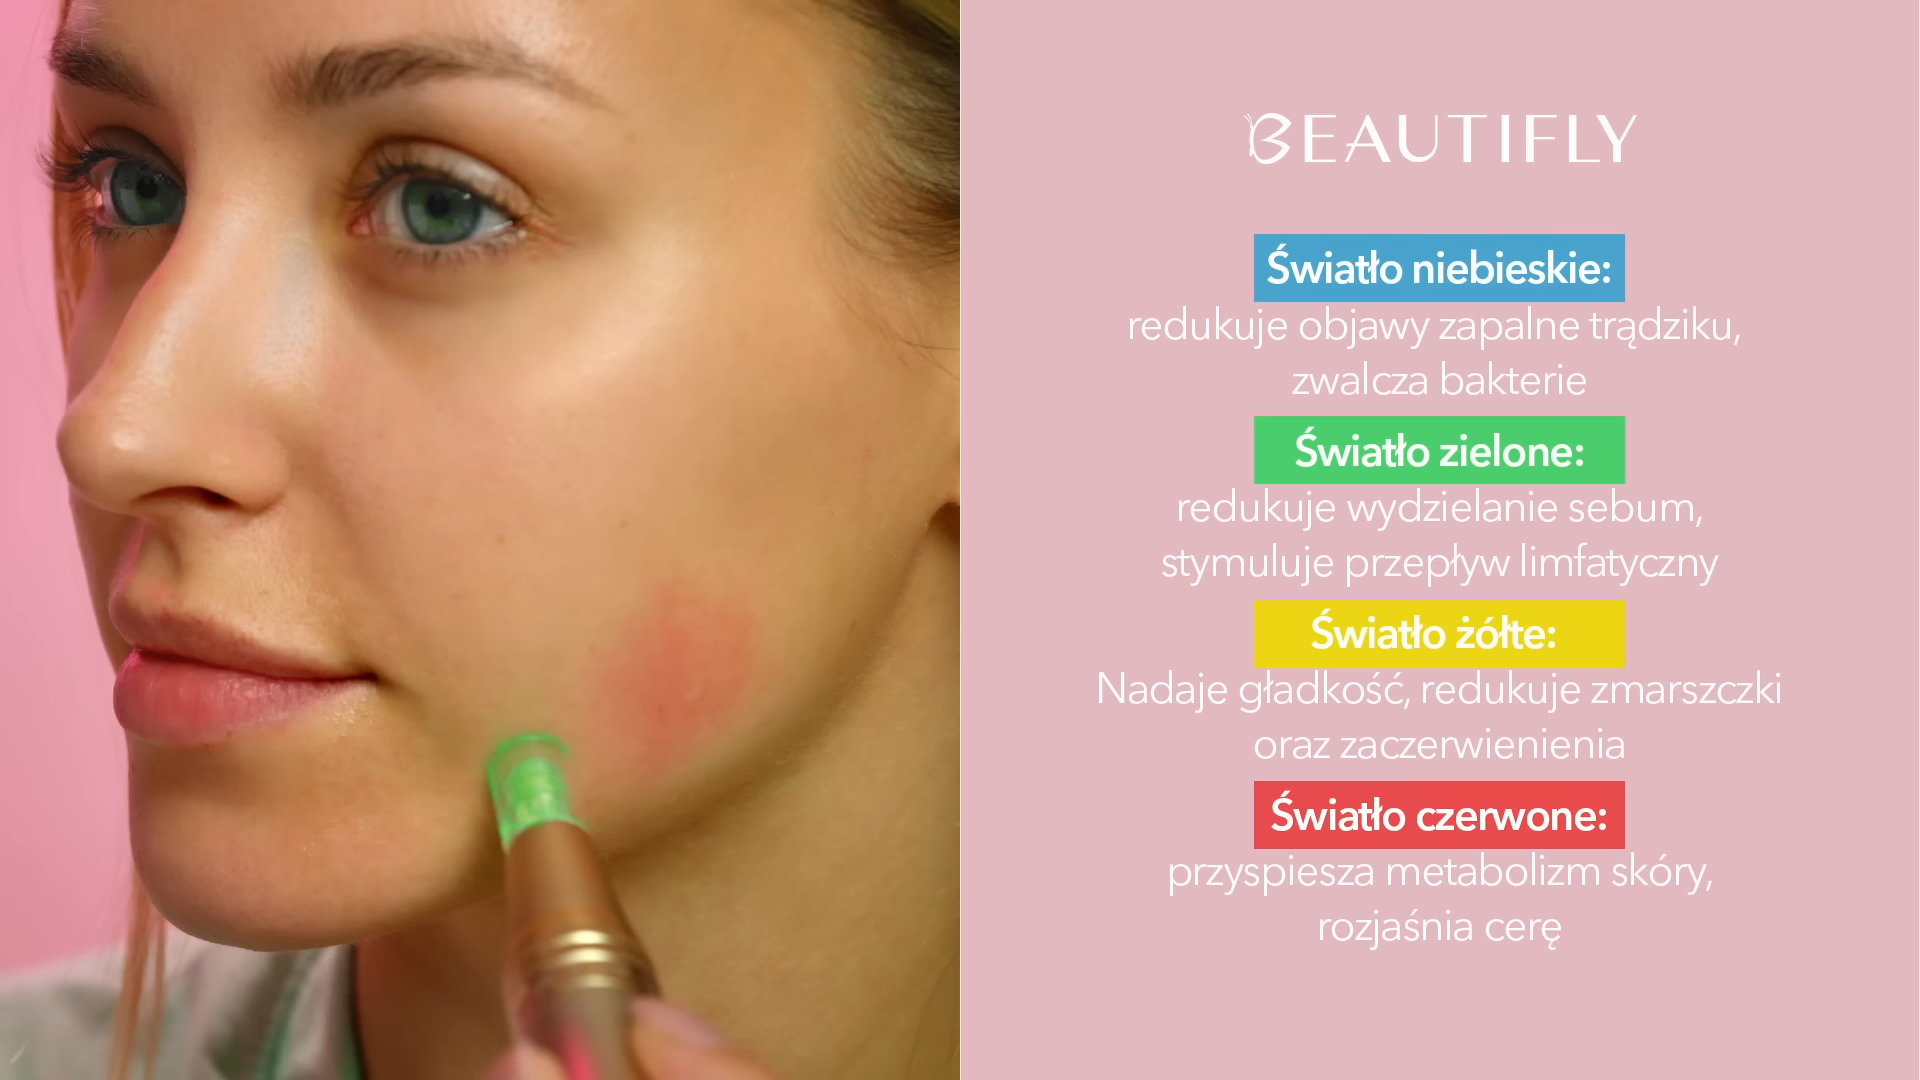 BEAUTIFLY
Światło niebieskie:
redukuje objawy zapalne trądziku,
zwalcza bakterie
Światło zielone:
redukuje wydzielanie sebum,
stymuluje przepływ limfatyczny
Światło żółte:
Nadaje gładkość, redukuje zmarszczki
oraz zaczerwienienia
Światło czerwone:
przyspiesza metabolizm skóry,
rozjaśnia cerę